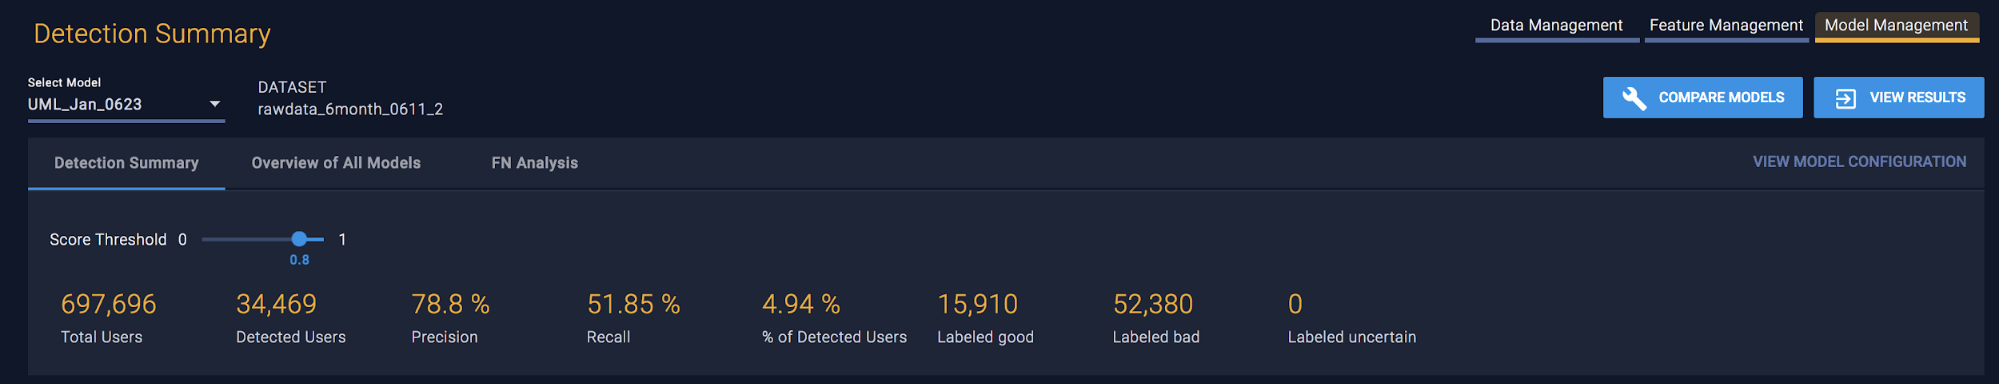 Detection Summary
Data Management
Feature Management
Model Management
Select Model
UML_Jan_0623
DATASET
rawdata_6month_0611_2
COMPARE MODELS
VIEW RESULTS
Detection Summary
Overview of All Models
FN Analysis
VIEW MODEL CONFIGURATION
Score Threshold 0 1
0.8
697,696
Total Users
34,469
Detected Users
78.8 %
Precision
51.85 %
Recall
4.94 %
% of Detected Users
15,910
Labeled good
52,380
Labeled bad
0
Labeled uncertain